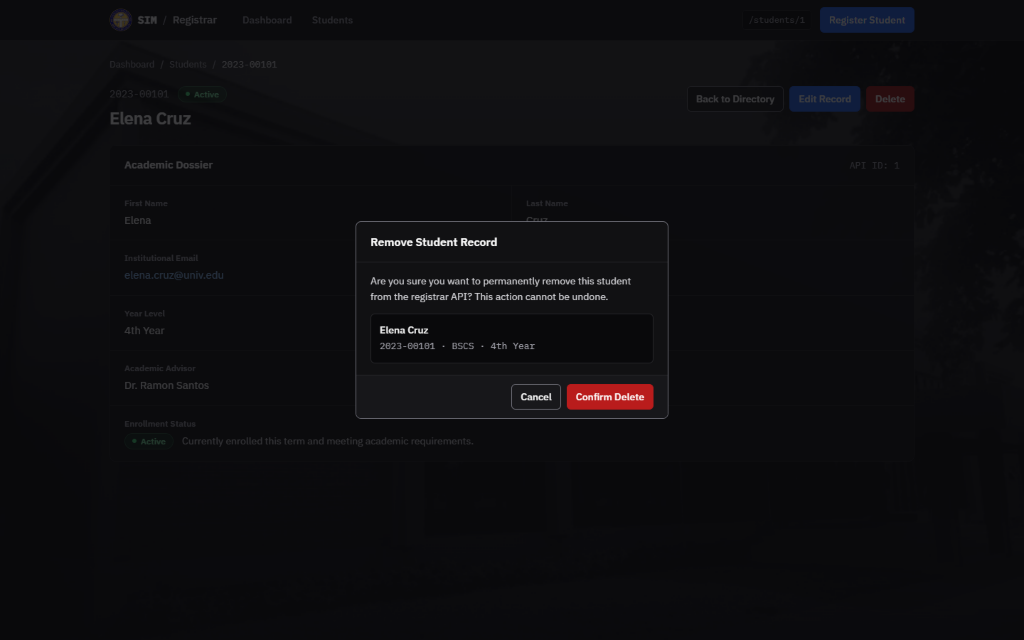 SIM / Registrar Dashboard Students /students/1 Register Student
Dashboard / Students / 2023-00101
2023-00101 Active
Back to Directory Edit Record Delete
Elena Cruz
Academic Dossier API ID: 1
First Name Last Name
Elena Cruz
Institutional Email
elena.cruz@univ.edu
Year Level
4th Year
Academic Advisor
Dr. Ramon Santos
Enrollment Status
Active Currently enrolled this term and meeting academic requirements.
Remove Student Record
Are you sure you want to permanently remove this student
from the registrar API? This action cannot be undone.
Elena Cruz
2023-00101 · BSCS · 4th Year
Cancel Confirm Delete